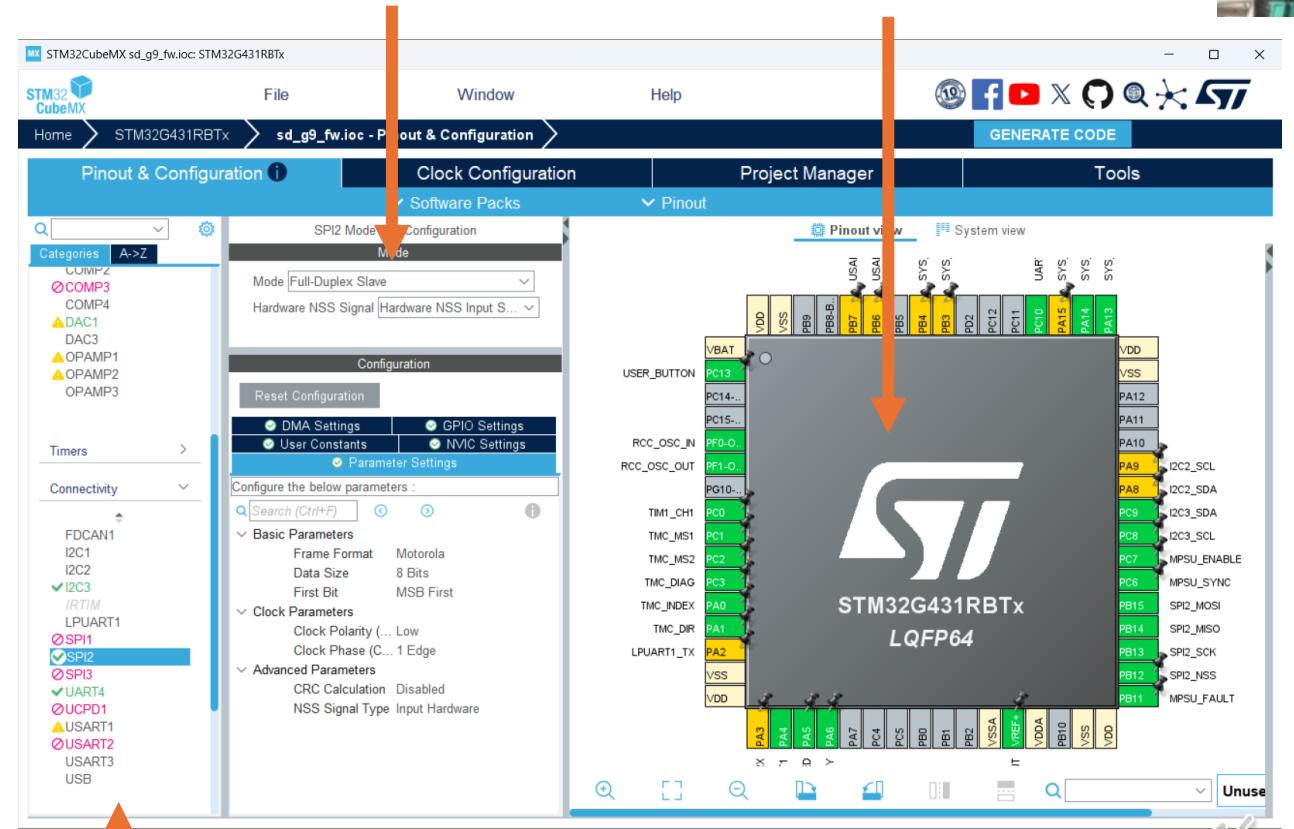 MX STM32CubeMX sd_g9_fw.ioc: STM32G431RBTx
STM32
CubeMX
File
Window
Help
10
Home
STM32G431RBTx
sd_g9_fw.ioc - Pinout & Configuration
GENERATE CODE
Pinout & Configuration
Clock Configuration
Project Manager
Tools
Software Packs
Pinout
Categories
A->Z
COMP2
COMP3
COMP4
DAC1
DAC3
OPAMP1
OPAMP2
OPAMP3
Timers
Connectivity
FDCAN1
I2C1
I2C2
I2C3
IRTIM
LPUART1
SPI1
SPI2
SPI3
UART4
UCPD1
USART1
USART2
USART3
USB
SPI2 Mode Configuration
Mode
Mode Full-Duplex Slave
Hardware NSS Signal Hardware NSS Input S...
Configuration
Reset Configuration
DMA Settings
GPIO Settings
User Constants
NVIC Settings
Parameter Settings
Configure the below parameters :
Search (Ctrl+F)
Basic Parameters
Frame Format Motorola
Data Size 8 Bits
First Bit MSB First
Clock Parameters
Clock Polarity (... Low
Clock Phase (C... 1 Edge
Advanced Parameters
CRC Calculation Disabled
NSS Signal Type Input Hardware
Pinout view
System view
USAI
USAI
SYS.
SYS.
UAR
SYS.
SYS.
SYS.
VDD
VSS
PB9
PB8-B..
PB7
PB6
PB5
PB4
PB3
PD2
PC12
PC11
PC10
PA15
PA14
PA13
VBAT
USER_BUTTON PC13
PC14-..
PC15-..
RCC_OSC_IN PF0-O..
RCC_OSC_OUT PF1-O..
PG10-..
TIM1_CH1 PC0
TMC_MS1 PC1
TMC_MS2 PC2
TMC_DIAG PC3
TMC_INDEX PA0
TMC_DIR PA1
LPUART1_TX PA2
VSS
VDD
STM32G431RBTx
LQFP64
VDD
VSS
PA12
PA11
PA10
PA9 I2C2_SCL
PA8 I2C2_SDA
PC9 I2C3_SDA
PC8 I2C3_SCL
PC7 MPSU_ENABLE
PC6 MPSU_SYNC
PB15 SPI2_MOSI
PB14 SPI2_MISO
PB13 SPI2_SCK
PB12 SPI2_NSS
PB11 MPSU_FAULT
PA3
PA4
PA5
PA6
PA7
PC4
PC5
PB0
PB1
PB2
VSSA
VREF+
VDDA
PB10
VSS
VDD
X
1
D
Y
UT
Unuse